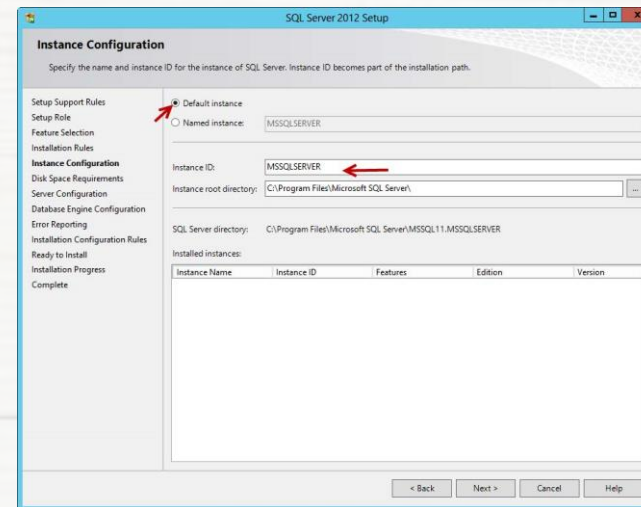 SQL Server 2012 Setup
Instance Configuration
Specify the name and instance ID for the instance of SQL Server. Instance ID becomes part of the installation path.
Setup Support Rules
Setup Role
Feature Selection
Installation Rules
Instance Configuration
Disk Space Requirements
Server Configuration
Database Engine Configuration
Error Reporting
Installation Configuration Rules
Ready to Install
Installation Progress
Complete
Default instance
Named instance: MSSQLSERVER
Instance ID: MSSQLSERVER
Instance root directory: C:\Program Files\Microsoft SQL Server\ ...
SQL Server directory: C:\Program Files\Microsoft SQL Server\MSSQL11.MSSQLSERVER
Installed instances:
Instance Name Instance ID Features Edition Version
< Back Next > Cancel Help